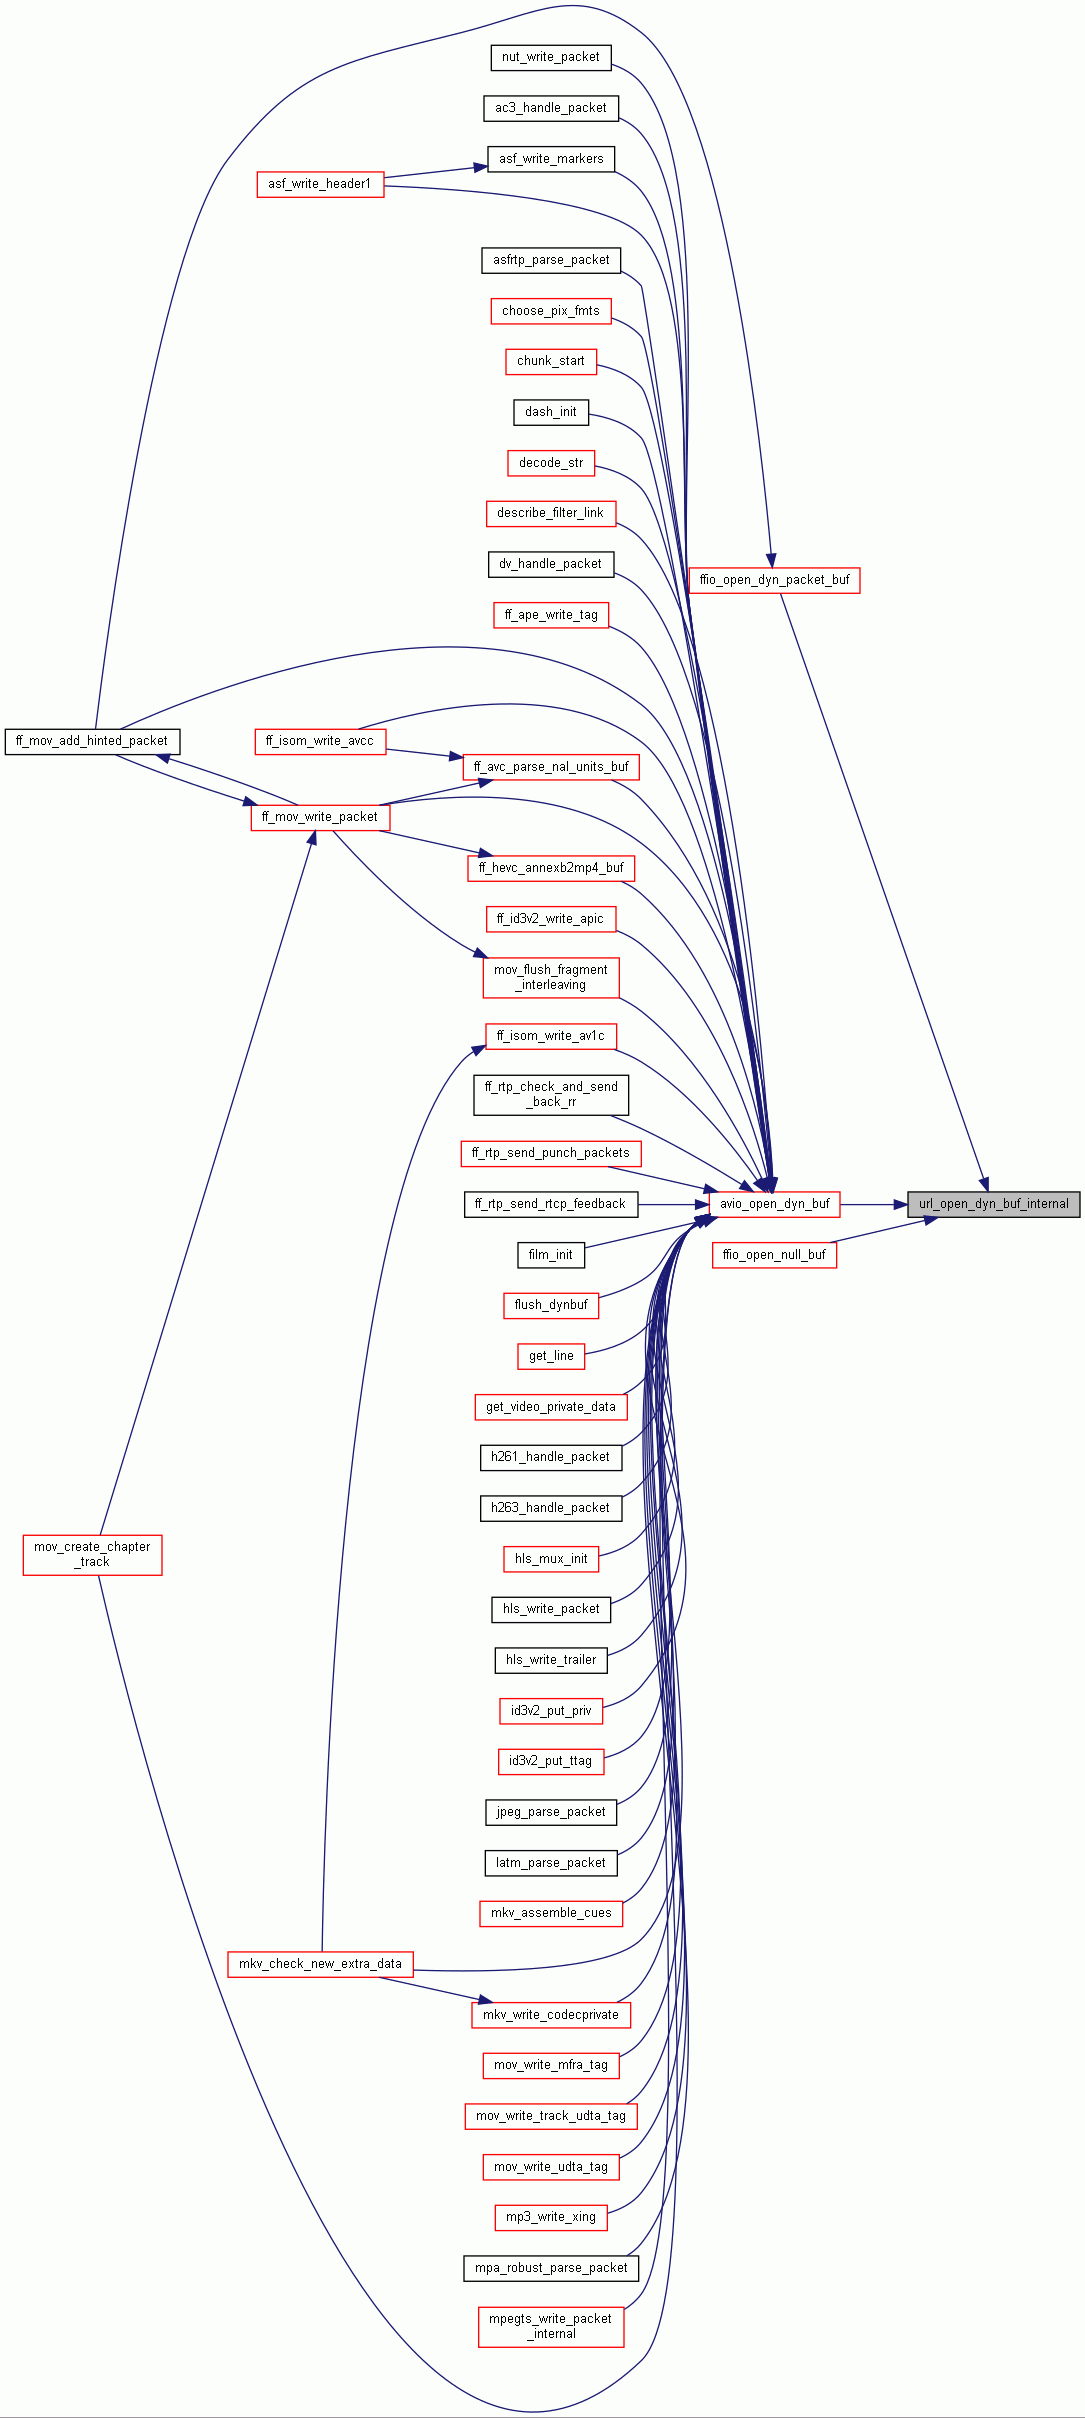 nut_write_packet
ac3_handle_packet
asf_write_markers
asf_write_header1
asfrtp_parse_packet
choose_pix_fmts
chunk_start
dash_init
decode_str
describe_filter_link
dv_handle_packet
ffio_open_dyn_packet_buf
ff_ape_write_tag
ff_mov_add_hinted_packet
ff_isom_write_avcc
ff_avc_parse_nal_units_buf
ff_mov_write_packet
ff_hevc_annexb2mp4_buf
ff_id3v2_write_apic
mov_flush_fragment
_interleaving
ff_isom_write_av1c
ff_rtp_check_and_send
_back_rr
ff_rtp_send_punch_packets
ff_rtp_send_rtcp_feedback
avio_open_dyn_buf
url_open_dyn_buf_internal
film_init
ffio_open_null_buf
flush_dynbuf
get_line
get_video_private_data
h261_handle_packet
h263_handle_packet
mov_create_chapter
_track
hls_mux_init
hls_write_packet
hls_write_trailer
id3v2_put_priv
id3v2_put_ttag
jpeg_parse_packet
latm_parse_packet
mkv_assemble_cues
mkv_check_new_extra_data
mkv_write_codecprivate
mov_write_mfra_tag
mov_write_track_udta_tag
mov_write_udta_tag
mp3_write_xing
mpa_robust_parse_packet
mpegts_write_packet
_internal